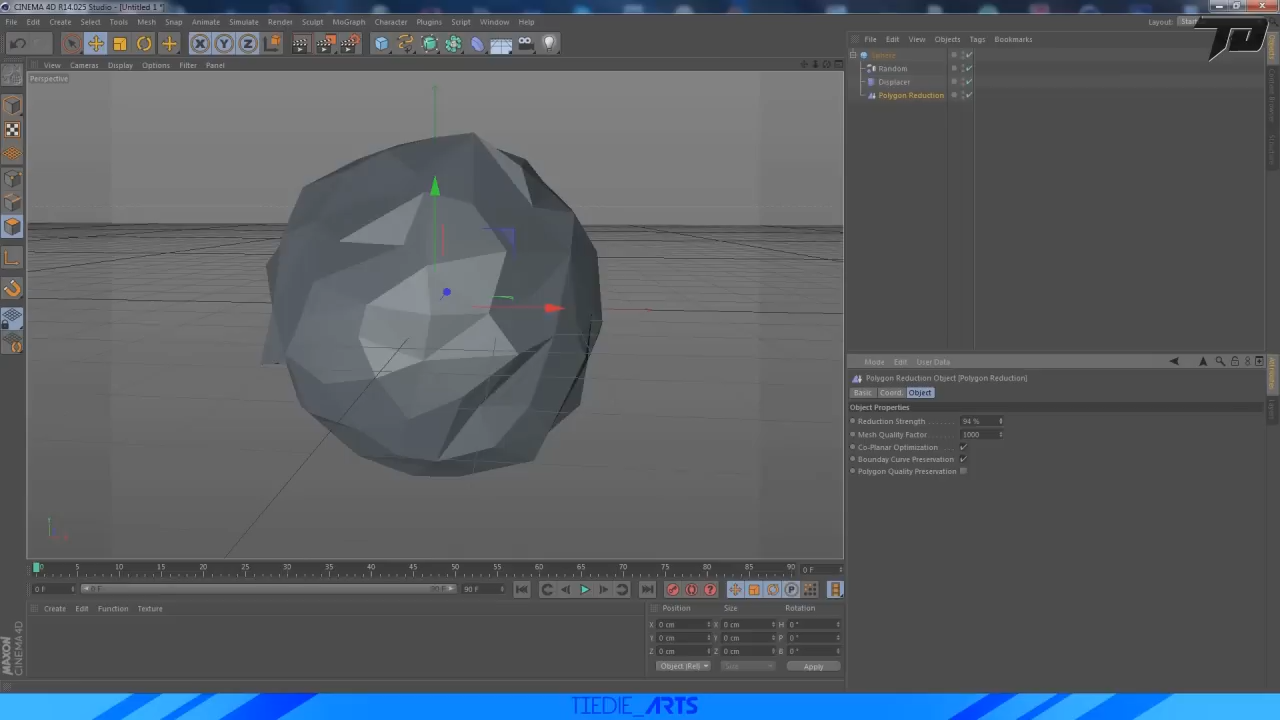 CINEMA 4D R14.025 Studio - [Untitled 1 *]
File Edit Create Select Tools Mesh Snap Animate Simulate Render Sculpt MoGraph Character Plugins Script Window Help
Layout:
View Cameras Display Options Filter Panel
Perspective
File Edit View Objects Tags Bookmarks
Random
Displacer
Polygon Reduction
Mode Edit User Data
Polygon Reduction Object [Polygon Reduction]
Basic Coord. Object
Object Properties
Reduction Strength 94 %
Mesh Quality Factor 1000
Co-Planar Optimization
Boundary Curve Preservation
Polygon Quality Preservation
0 5 10 15 20 25 30 35 40 45 50 55 60 65 70 75 80 85 90 0 F
0 F 0 F 90 F 90 F
Create Edit Function Texture
Position Size Rotation
X 0 cm X 0 cm H 0 °
Y 0 cm Y 0 cm P 0 °
Z 0 cm Z 0 cm B 0 °
Object (Rel) Size Apply
MAXON CINEMA 4D
TIEDIE_ARTS